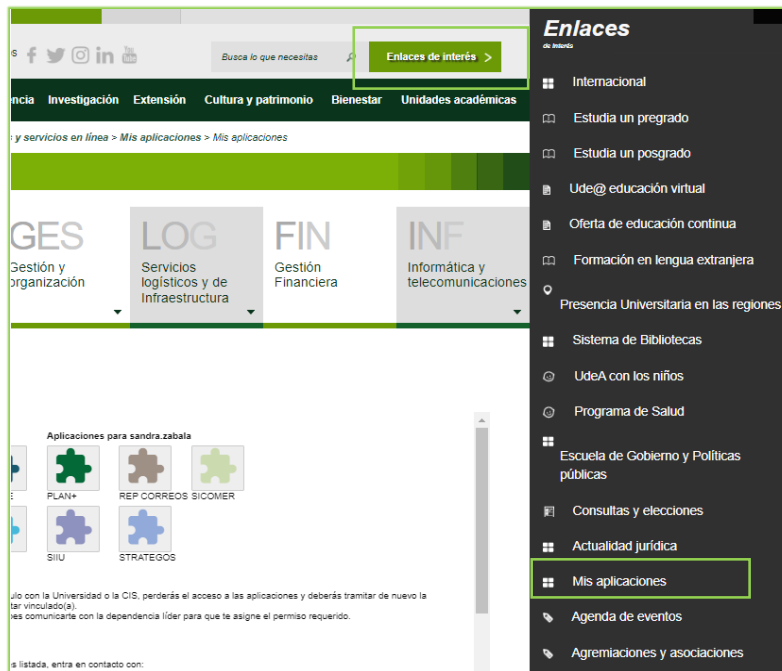 Busca lo que necesitas
Enlaces de interés >
Investigación Extensión Cultura y patrimonio Bienestar Unidades académicas
y servicios en línea > Mis aplicaciones > Mis aplicaciones
GES
Gestión y
organización
LOG
Servicios
logísticos y de
Infraestructura
FIN
Gestión
Financiera
INF
Informática y
telecomunicaciones
Aplicaciones para sandra.zabala
PLAN+
REP CORREOS
SICOMER
SIIU
STRATEGOS
ulo con la Universidad o la CIS, perderás el acceso a las aplicaciones y deberás tramitar de nuevo la
tar vinculado(a).
bes comunicarte con la dependencia líder para que te asigne el permiso requerido.
s listada, entra en contacto con:
Enlaces
de Interés
Internacional
Estudia un pregrado
Estudia un posgrado
Ude@ educación virtual
Oferta de educación continua
Formación en lengua extranjera
Presencia Universitaria en las regiones
Sistema de Bibliotecas
UdeA con los niños
Programa de Salud
Escuela de Gobierno y Políticas
públicas
Consultas y elecciones
Actualidad jurídica
Mis aplicaciones
Agenda de eventos
Agremiaciones y asociaciones